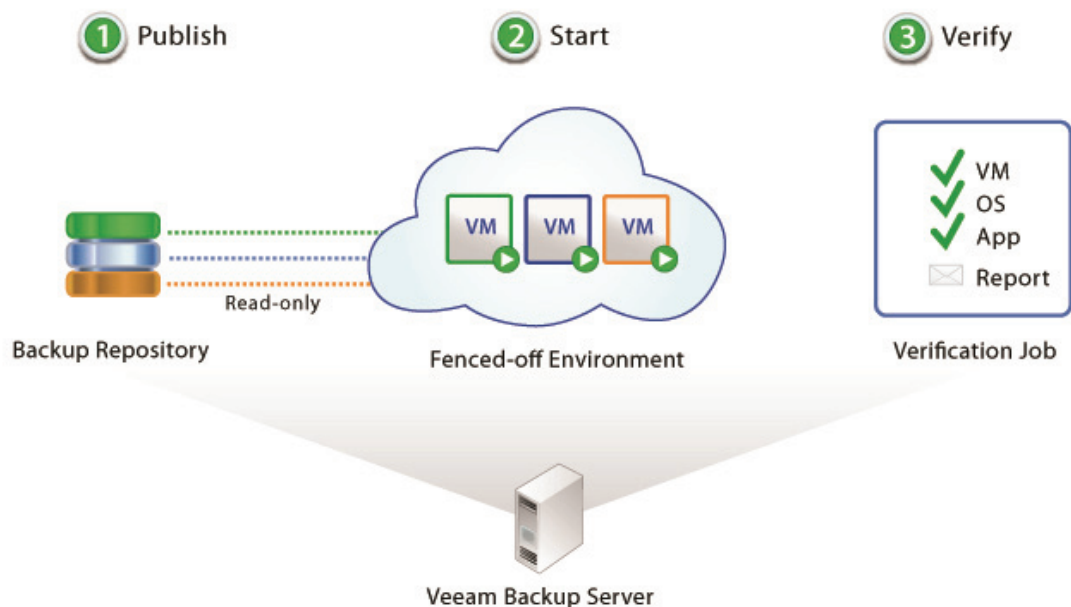 1 Publish
2 Start
3 Verify
VM
VM
VM
VM
OS
App
Report
Read-only
Backup Repository
Fenced-off Environment
Verification Job
Veeam Backup Server